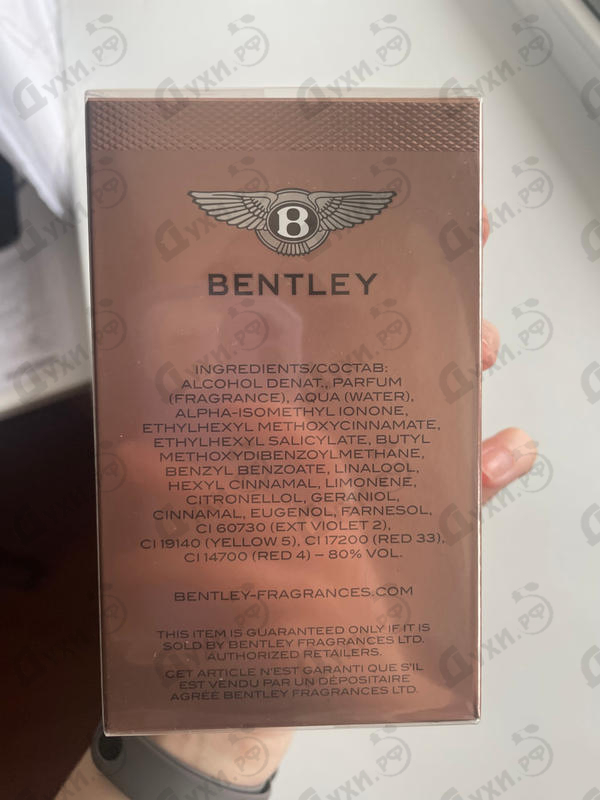 B
BENTLEY
INGREDIENTS/СОСТАВ:
ALCOHOL DENAT., PARFUM
(FRAGRANCE), AQUA (WATER),
ALPHA-ISOMETHYL IONONE,
ETHYLHEXYL METHOXYCINNAMATE,
ETHYLHEXYL SALICYLATE, BUTYL
METHOXYDIBENZOYLMETHANE,
BENZYL BENZOATE, LINALOOL,
HEXYL CINNAMAL, LIMONENE,
CITRONELLOL, GERANIOL,
CINNAMAL, EUGENOL, FARNESOL,
CI 60730 (EXT VIOLET 2),
CI 19140 (YELLOW 5), CI 17200 (RED 33),
CI 14700 (RED 4) – 80% VOL.
BENTLEY-FRAGRANCES.COM
THIS ITEM IS GUARANTEED ONLY IF IT IS
SOLD BY BENTLEY FRAGRANCES LTD.
AUTHORIZED RETAILERS.
CET ARTICLE N'EST GARANTI QUE S'IL
EST VENDU PAR UN DÉPOSITAIRE
AGRÉÉ BENTLEY FRAGRANCES LTD.
Духи.РФ